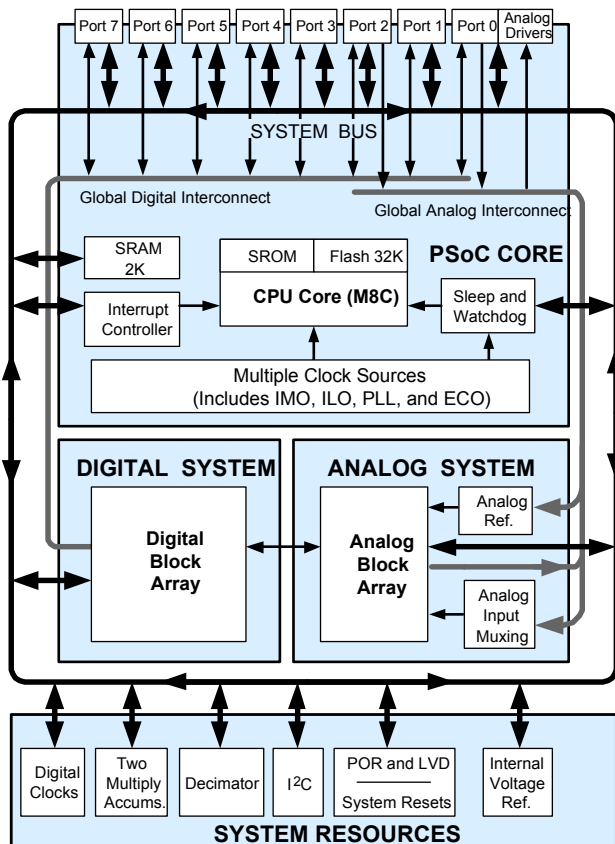 Port 7 Port 6 Port 5 Port 4 Port 3 Port 2 Port 1 Port 0 Analog
Drivers
SYSTEM BUS
Global Digital Interconnect
Global Analog Interconnect
PSoC CORE
SRAM
2K
SROM Flash 32K
CPU Core (M8C)
Interrupt
Controller
Sleep and
Watchdog
Multiple Clock Sources
(Includes IMO, ILO, PLL, and ECO)
DIGITAL SYSTEM
Digital
Block
Array
ANALOG SYSTEM
Analog
Block
Array
Analog
Ref.
Analog
Input
Muxing
Digital
Clocks
Two
Multiply
Accums.
Decimator
I²C
POR and LVD
System Resets
Internal
Voltage
Ref.
SYSTEM RESOURCES